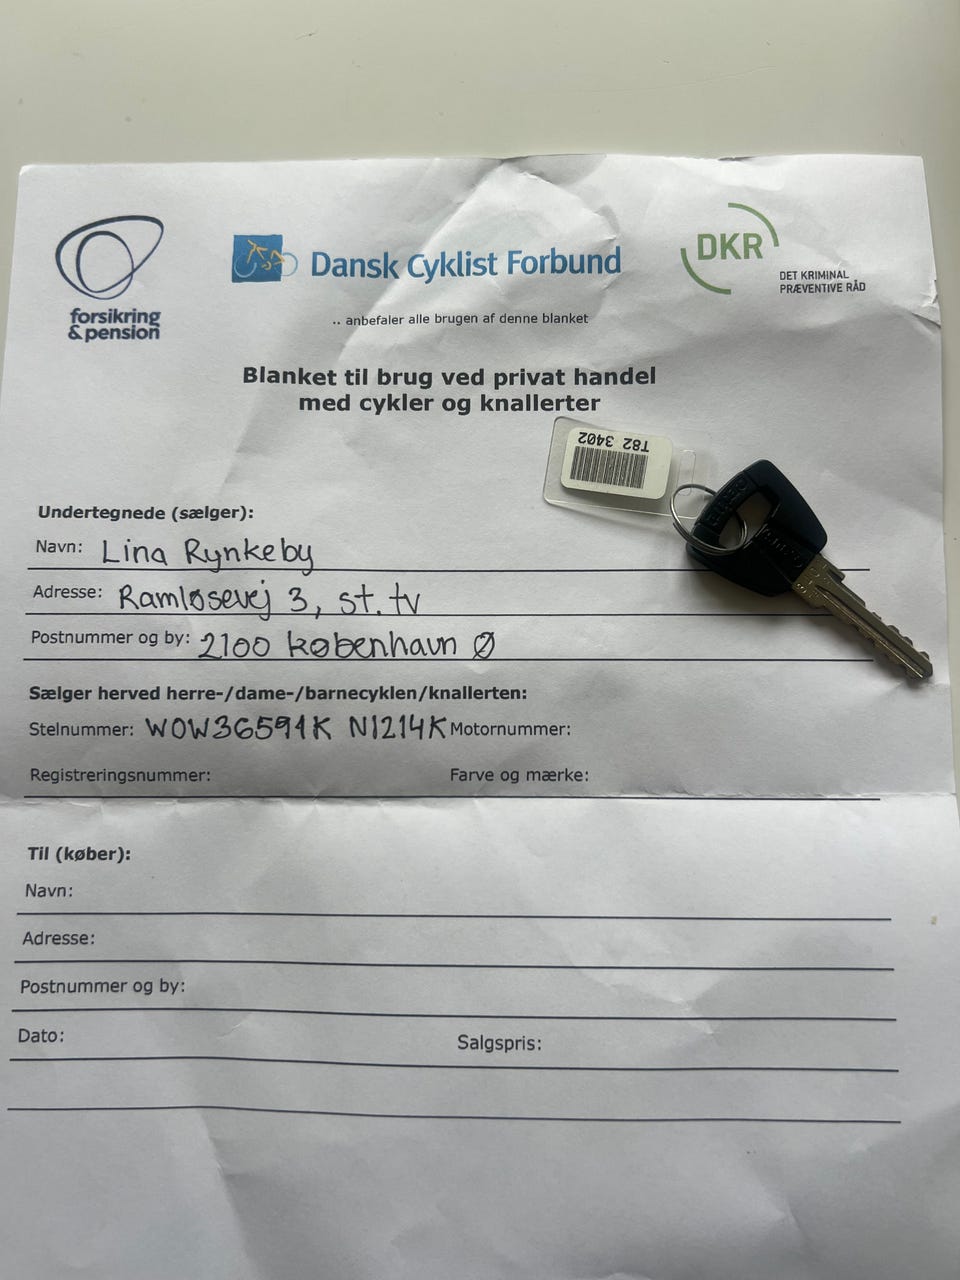 forsikring
& pension
Dansk Cyklist Forbund
DKR
DET KRIMINAL
PRÆVENTIVE RÅD
.. anbefaler alle brugen af denne blanket
Blanket til brug ved privat handel
med cykler og knallerter
T82 3402
Undertegnede (sælger):
Navn: Lina Rynkeby
Adresse: Ramløsevej 3, st. tv
Postnummer og by: 2100 København Ø
Sælger herved herre-/dame-/barnecyklen/knallerten:
Stelnummer: WOW36591K N1214K Motornummer:
Registreringsnummer: Farve og mærke:
Til (køber):
Navn:
Adresse:
Postnummer og by:
Dato: Salgspris: